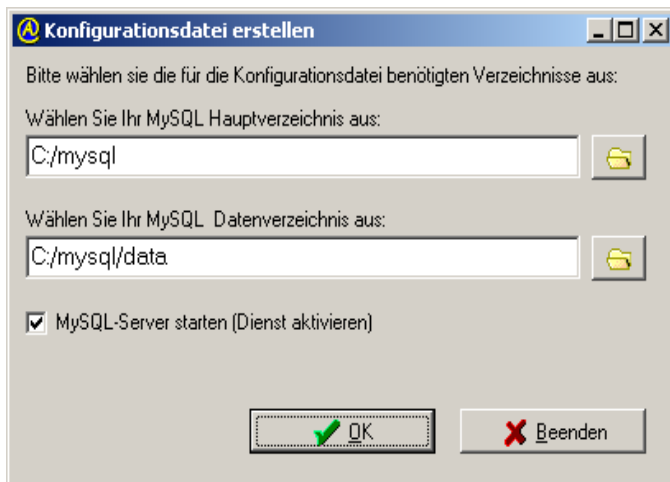 Konfigurationsdatei erstellen
Bitte wählen sie die für die Konfigurationsdatei benötigten Verzeichnisse aus:
Wählen Sie Ihr MySQL Hauptverzeichnis aus:
C:/mysql
Wählen Sie Ihr MySQL  Datenverzeichnis aus:
C:/mysql/data
MySQL-Server starten (Dienst aktivieren)
OK
Beenden